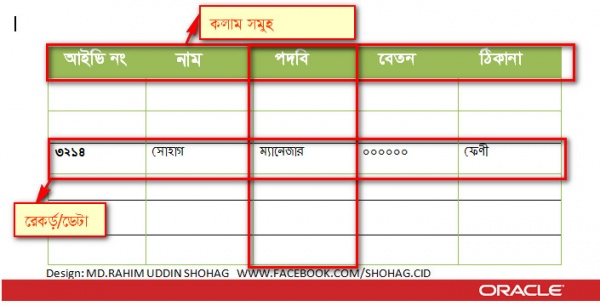 কলাম সমুহ
আইডি নং নাম পদবি বেতন ঠিকানা
৩২১৪ সোহাগ ম্যানেজার ০০০০০০ ফেণী
রেকর্ড়/ডেটা
Design: MD.RAHIM UDDIN SHOHAG WWW.FACEBOOK.COM/SHOHAG.CID
ORACLE